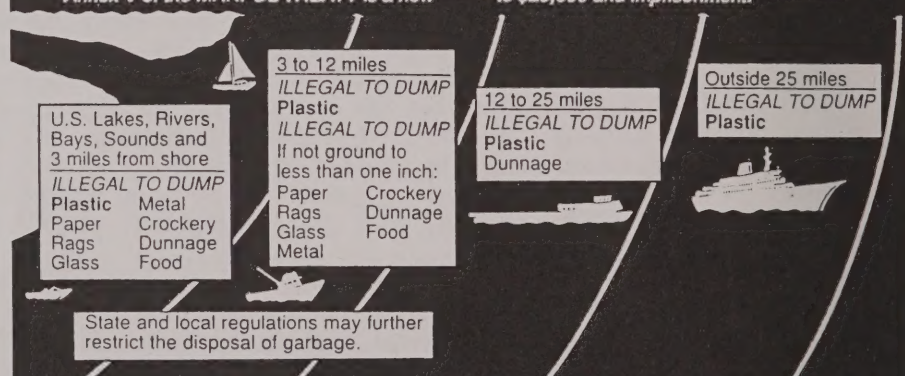 U.S. Lakes, Rivers,
Bays, Sounds and
3 miles from shore
ILLEGAL TO DUMP
Plastic Metal
Paper Crockery
Rags Dunnage
Glass Food
3 to 12 miles
ILLEGAL TO DUMP
Plastic
ILLEGAL TO DUMP
If not ground to
less than one inch:
Paper Crockery
Rags Dunnage
Glass Food
Metal
12 to 25 miles
ILLEGAL TO DUMP
Plastic
Dunnage
Outside 25 miles
ILLEGAL TO DUMP
Plastic
State and local regulations may further
restrict the disposal of garbage.